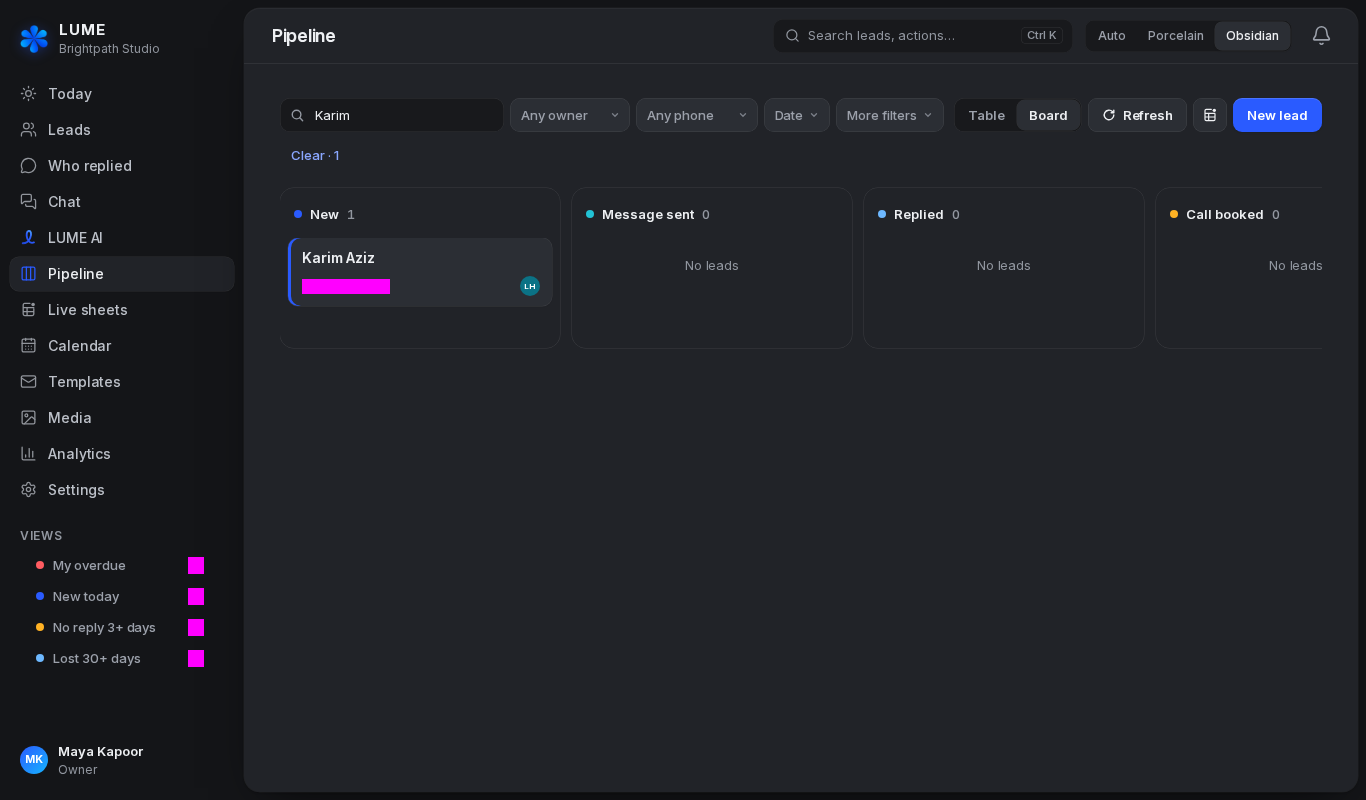 LUME
Brightpath Studio
Today
Leads
Who replied
Chat
LUME AI
Pipeline
Live sheets
Calendar
Templates
Media
Analytics
Settings
VIEWS
My overdue
New today
No reply 3+ days
Lost 30+ days
MK
Maya Kapoor
Owner
Pipeline
Search leads, actions…
Ctrl K
Auto
Porcelain
Obsidian
Karim
Any owner
Any phone
Date
More filters
Table
Board
Refresh
New lead
Clear · 1
New 1
Karim Aziz
LH
Message sent 0
No leads
Replied 0
No leads
Call booked 0
No leads